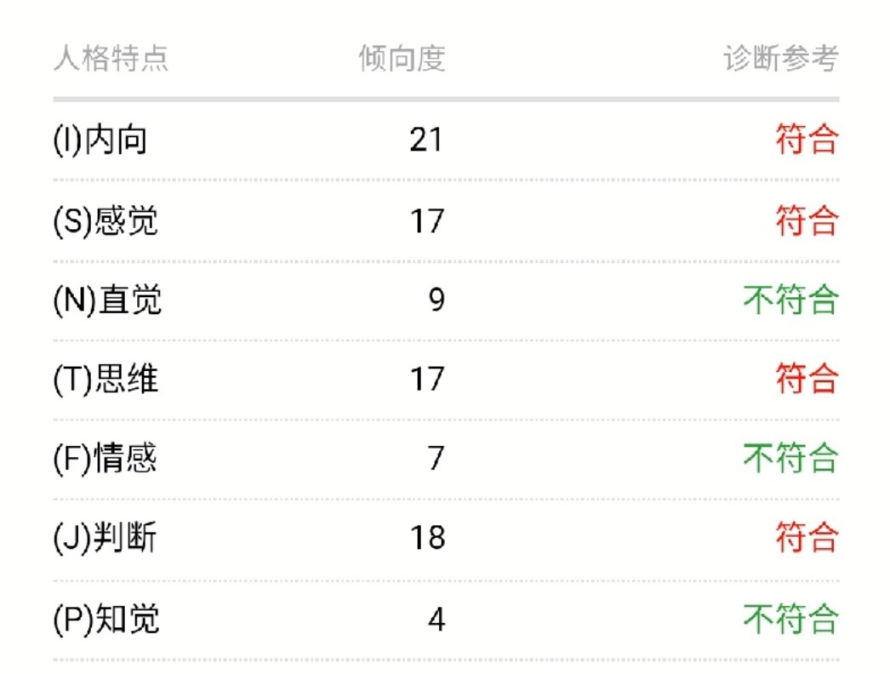 人格特点 倾向度 诊断参考
(I)内向 21 符合
(S)感觉 17 符合
(N)直觉 9 不符合
(T)思维 17 符合
(F)情感 7 不符合
(J)判断 18 符合
(P)知觉 4 不符合